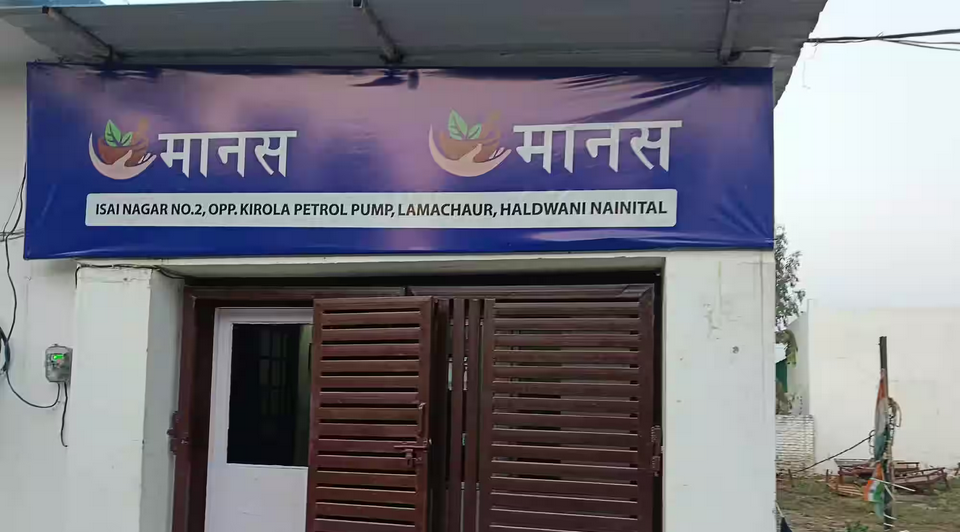 मानस मानस
ISAI NAGAR NO.2, OPP. KIROLA PETROL PUMP, LAMACHAUR, HALDWANI NAINITAL